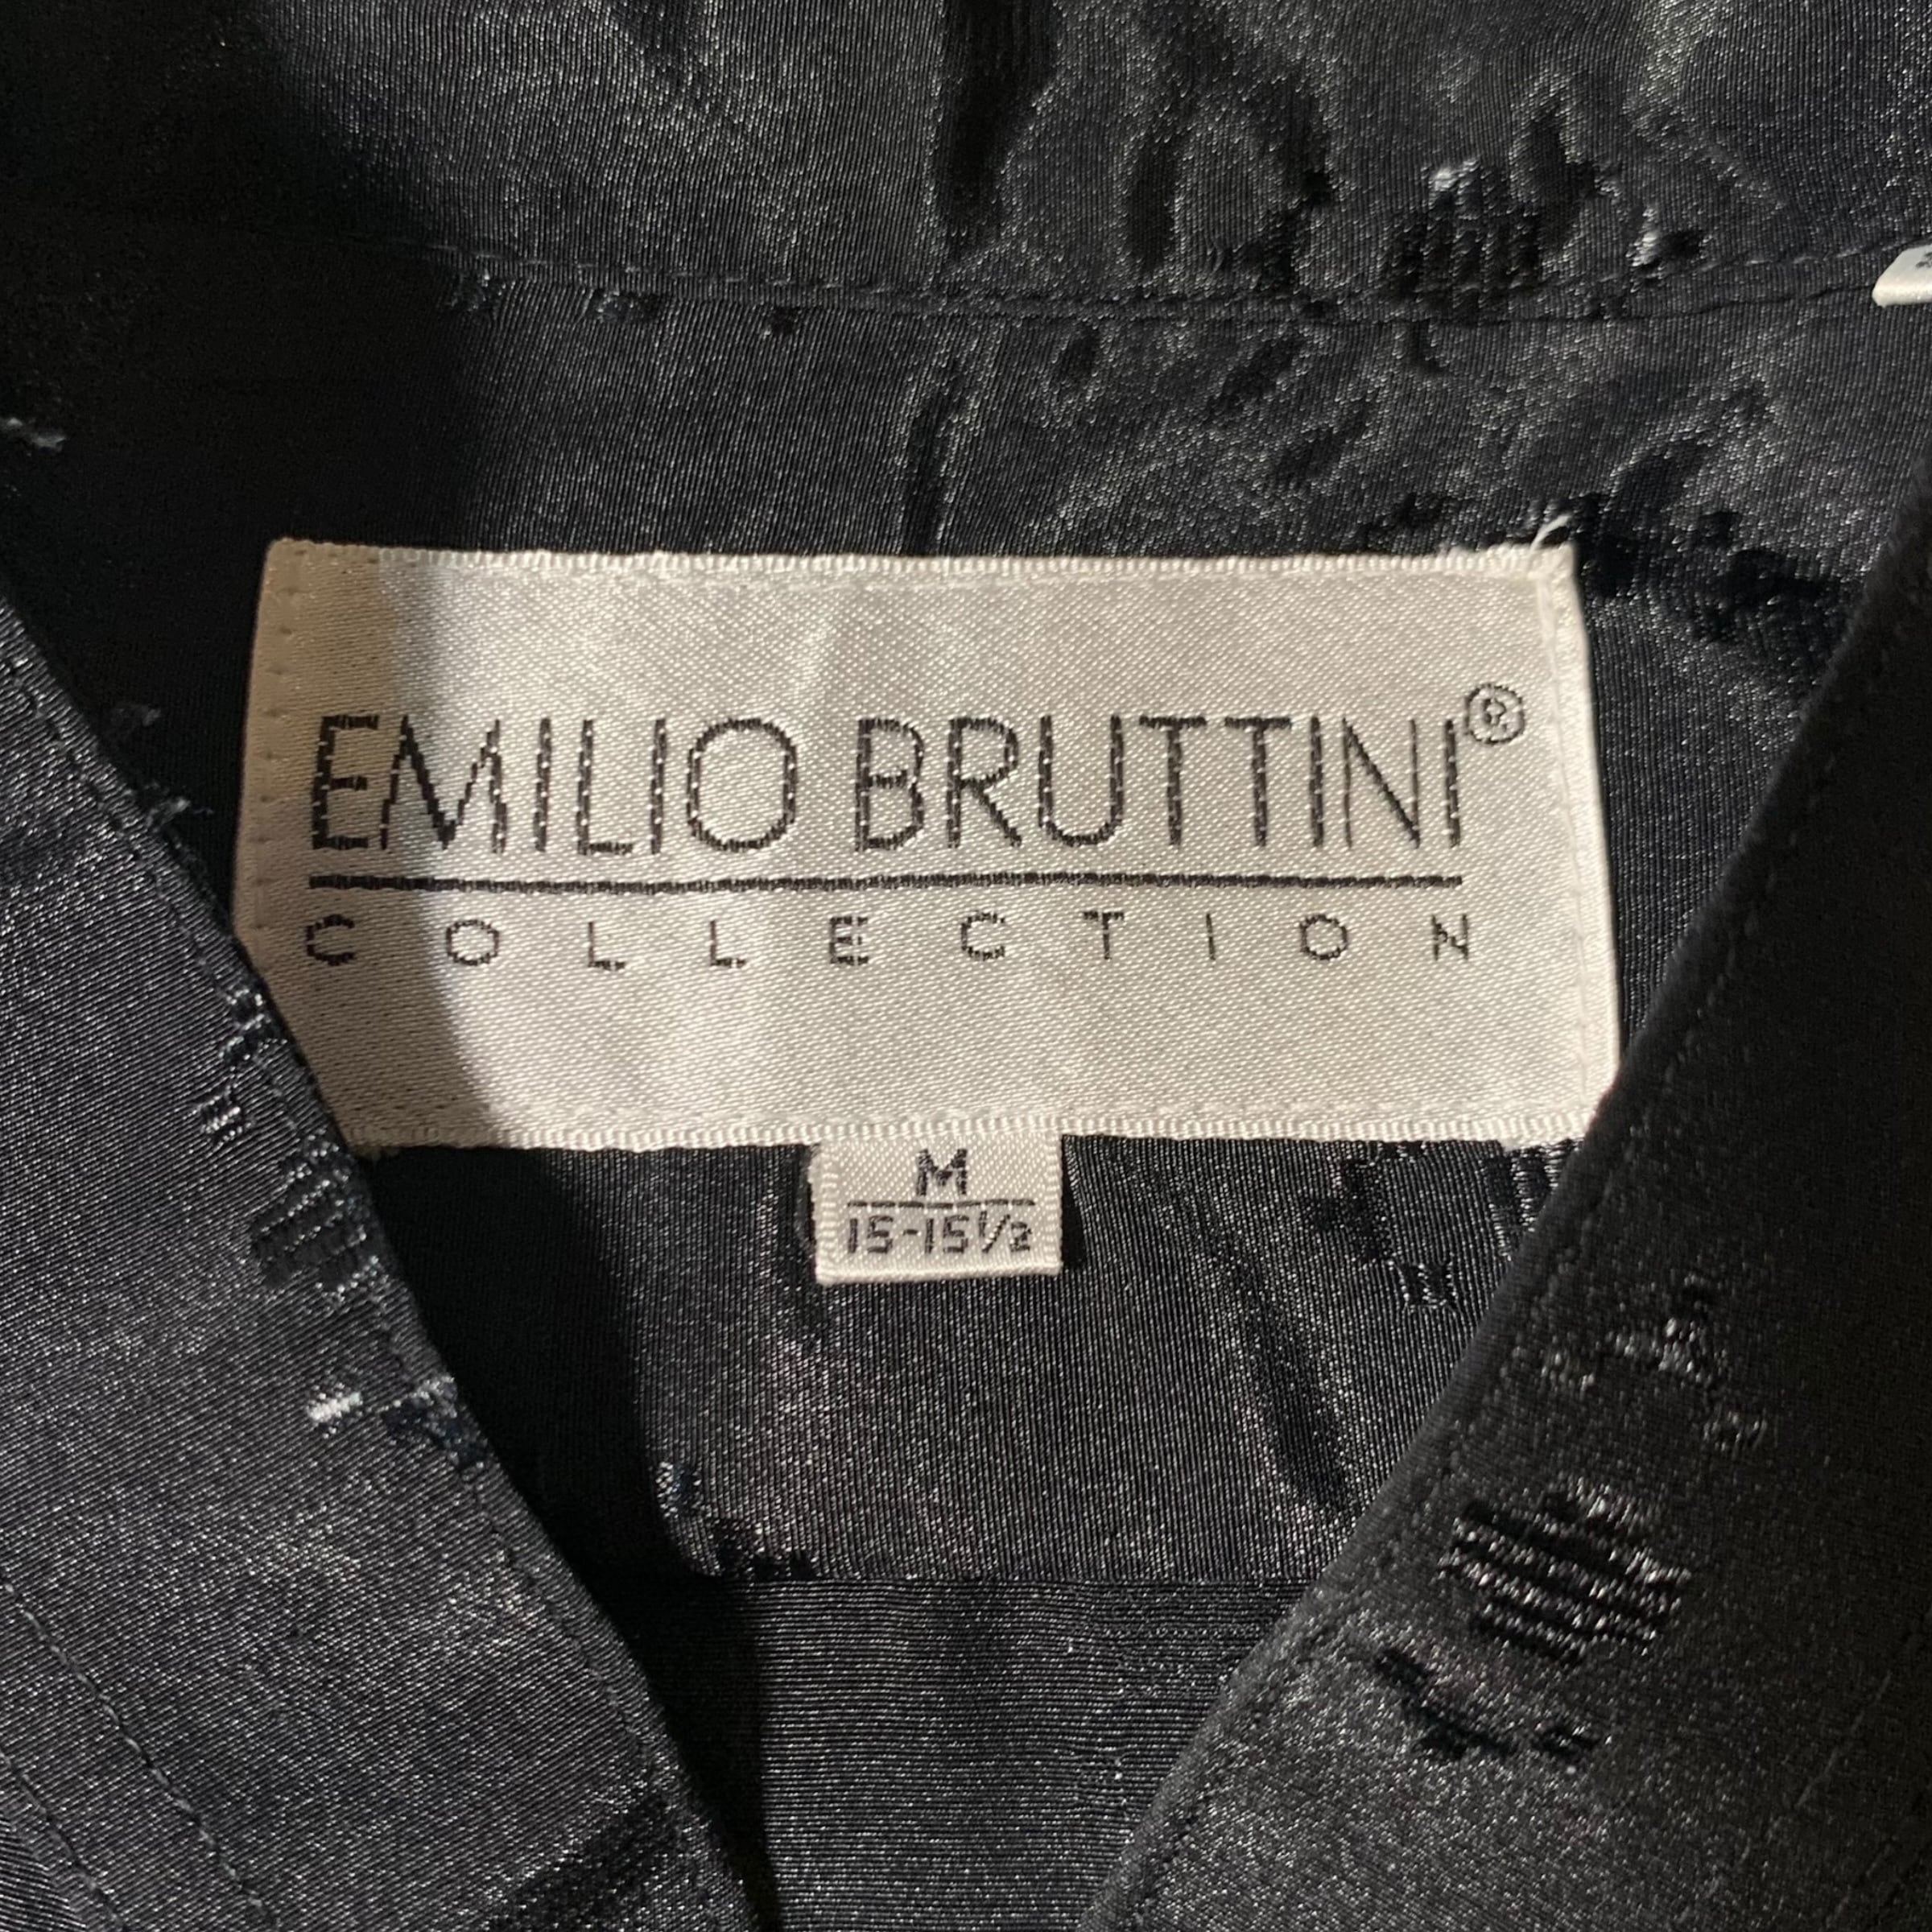 EMILIO BRUTTINI®
COLLECTION
M
15-15½